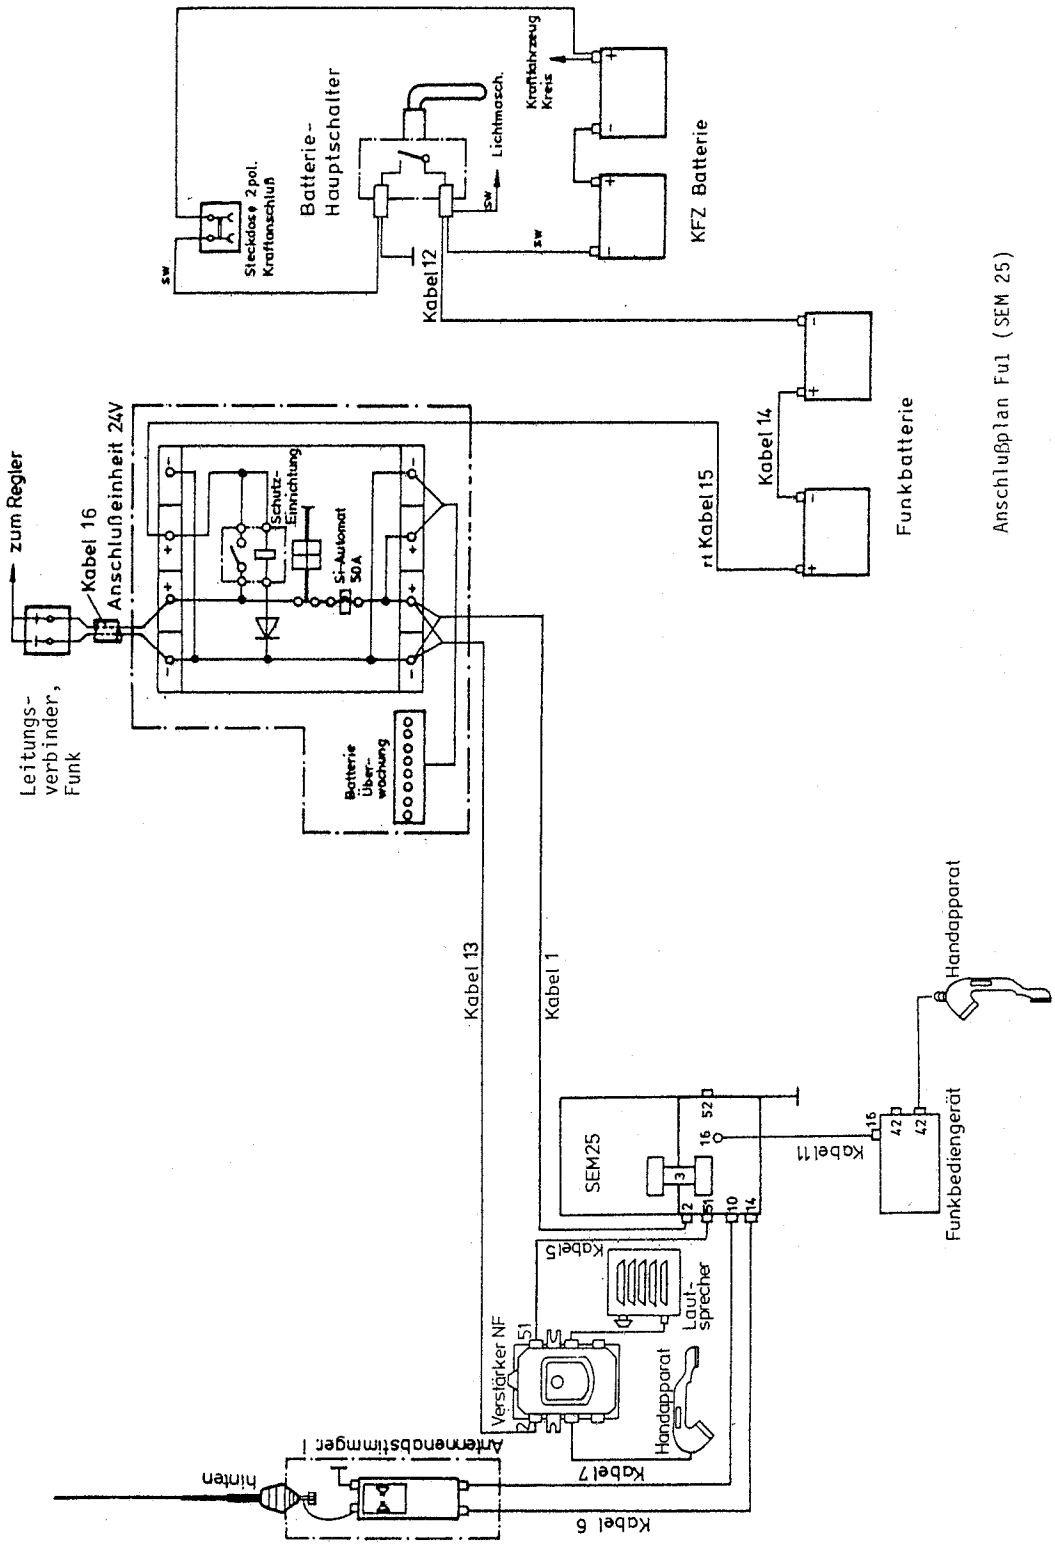 zum Regler
Kabel 16
Leitungs-
verbinder,
Funk
Anschlußeinheit 24V
-
+
+
-
Schutz-
Einrichtung
Si-Automat
50A
-
+
+
-
Batterie
Über-
wachung
Steckdose 2 pol.
Kraftanschluß
sw
Batterie-
Hauptschalter
Lichtmasch.
sw
sw
Kabel 12
Kraftfahrzeug
Kreis
+
-
+
-
KFZ Batterie
-
+
Kabel 14
-
+
rt Kabel 15
Funkbatterie
Kabel 13
Kabel 1
hinten
Antennenabstimmger. I
Kabel 6
Kabel 7
Verstärker NF
2
51
Kabel 5
Laut-
sprecher
Handapparat
SEM25
3
2
51
10
14
16
52
Kabel 11
16
42
42
Funkbediengerät
Handapparat
Anschlußplan Ful (SEM 25)